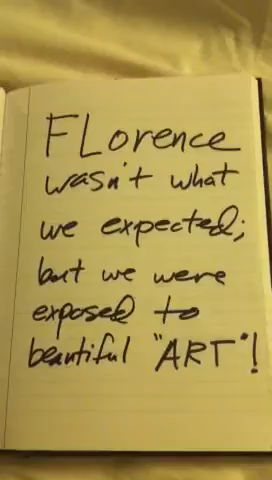 FLorence
wasn't what
we expected;
but we were
exposed to
beautiful "ART"!